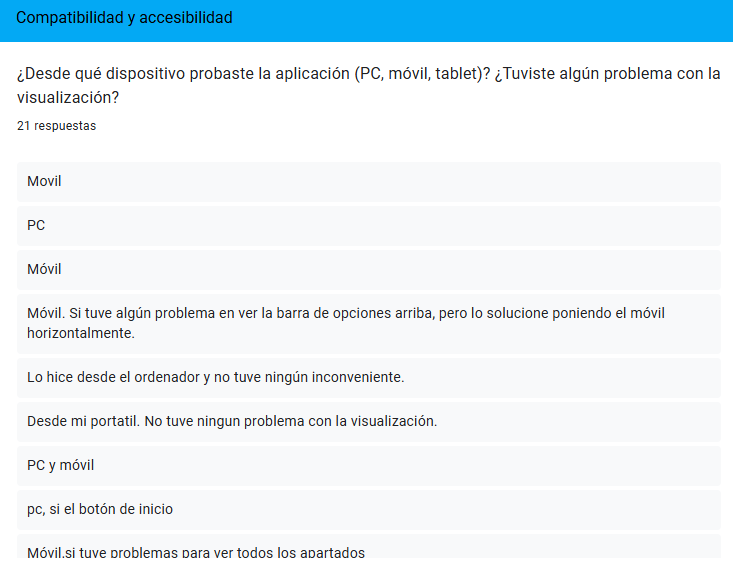 Compatibilidad y accesibilidad
¿Desde qué dispositivo probaste la aplicación (PC, móvil, tablet)? ¿Tuviste algún problema con la
visualización?
21 respuestas
Movil
PC
Móvil
Móvil. Si tuve algún problema en ver la barra de opciones arriba, pero lo solucione poniendo el móvil
horizontalmente.
Lo hice desde el ordenador y no tuve ningún inconveniente.
Desde mi portatil. No tuve ningun problema con la visualización.
PC y móvil
pc, si el botón de inicio
Móvil.si tuve problemas para ver todos los apartados